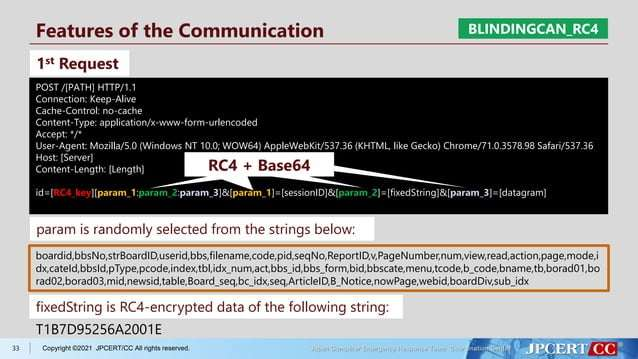 Features of the Communication
BLINDINGCAN_RC4
1st Request
POST /[PATH] HTTP/1.1
Connection: Keep-Alive
Cache-Control: no-cache
Content-Type: application/x-www-form-urlencoded
Accept: */*
User-Agent: Mozilla/5.0 (Windows NT 10.0; WOW64) AppleWebKit/537.36 (KHTML, like Gecko) Chrome/71.0.3578.98 Safari/537.36
Host: [Server]
Content-Length: [Length]
RC4 + Base64
id=[RC4_key][param_1:param_2:param_3]&[param_1]=[sessionID]&[param_2]=[fixedString]&[param_3]=[datagram]
param is randomly selected from the strings below:
boardid,bbsNo,strBoardID,userid,bbs,filename,code,pid,seqNo,ReportID,v,PageNumber,num,view,read,action,page,mode,i
dx,cateId,bbsId,pType,pcode,index,tbl,idx_num,act,bbs_id,bbs_form,bid,bbscate,menu,tcode,b_code,bname,tb,borad01,bo
rad02,borad03,mid,newsid,table,Board_seq,bc_idx,seq,ArticleID,B_Notice,nowPage,webid,boardDiv,sub_idx
fixedString is RC4-encrypted data of the following string:
T1B7D95256A2001E
33 Copyright ©2021 JPCERT/CC All rights reserved.
Japan Computer Emergency Response Team Coordination Center
JPCERT CC